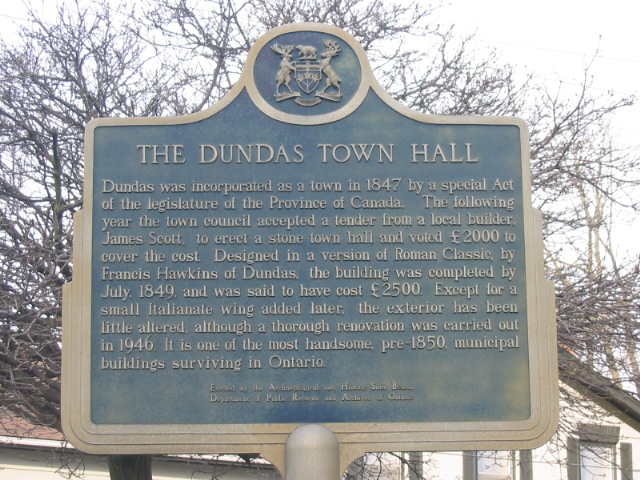 THE DUNDAS TOWN HALL
Dundas was incorporated as a town in 1847 by a special Act
of the legislature of the Province of Canada. The following
year the town council accepted a tender from a local builder,
James Scott, to erect a stone town hall and voted £2000 to
cover the cost. Designed in a version of Roman Classic, by
Francis Hawkins of Dundas, the building was completed by
July, 1849, and was said to have cost £2500. Except for a
small Italianate wing added later, the exterior has been
little altered, although a thorough renovation was carried out
in 1946. It is one of the most handsome, pre-1850, municipal
buildings surviving in Ontario.
Erected by the Archaeological and Historic Sites Board,
Department of Public Records and Archives of Ontario.